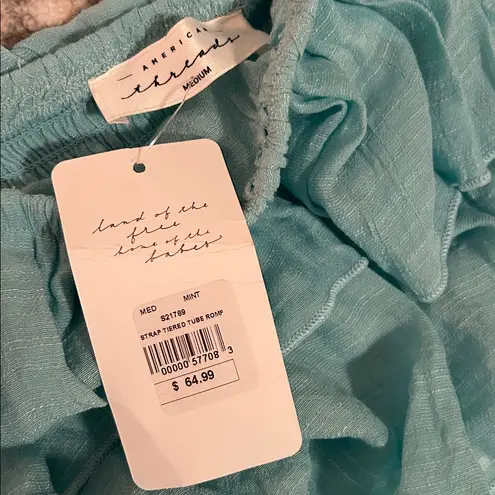 AMERICAN
threads
MEDIUM
land of the
free
home of the
babes
MED MINT
S21789
STRAP TIERED TUBE ROMP
00000 57708 3
$ 64.99